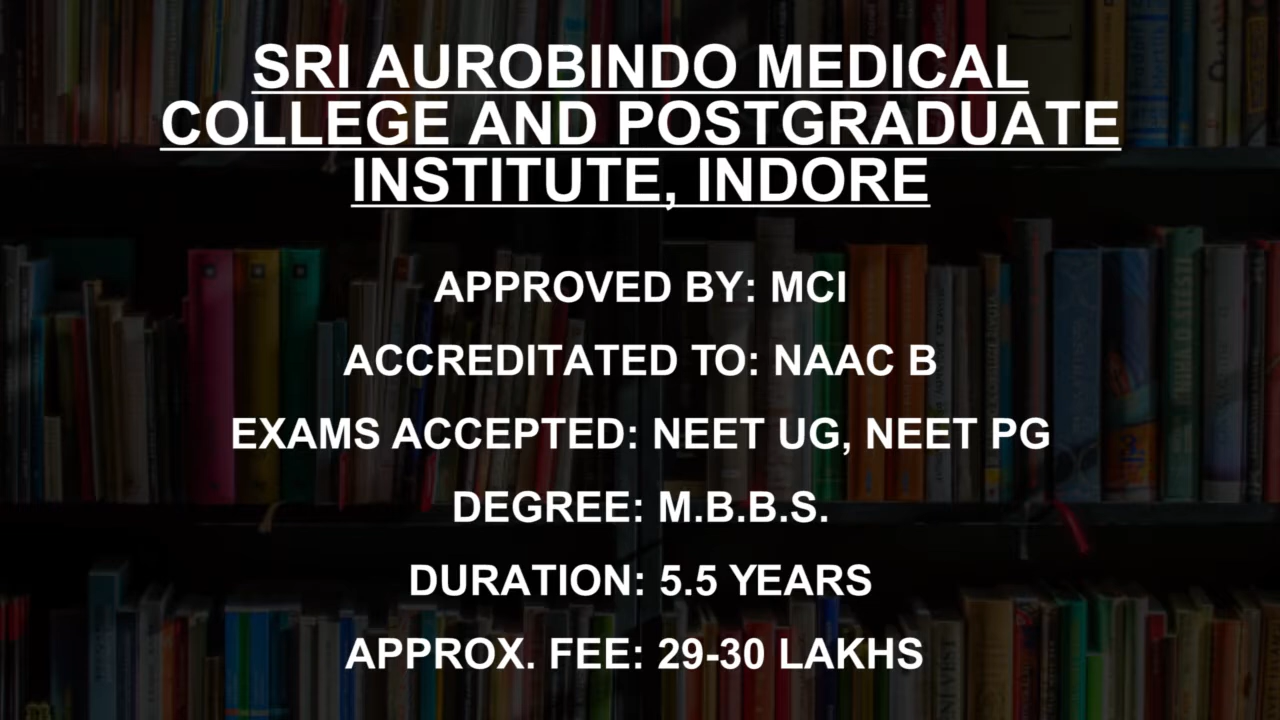 SRI AUROBINDO MEDICAL
COLLEGE AND POSTGRADUATE
INSTITUTE, INDORE
APPROVED BY: MCI
ACCREDITATED TO: NAAC B
EXAMS ACCEPTED: NEET UG, NEET PG
DEGREE: M.B.B.S.
DURATION: 5.5 YEARS
APPROX. FEE: 29-30 LAKHS